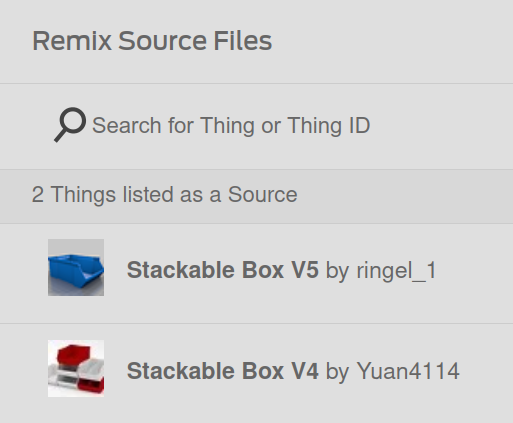 Remix Source Files
Search for Thing or Thing ID
2 Things listed as a Source
Stackable Box V5 by ringel_1
Stackable Box V4 by Yuan4114